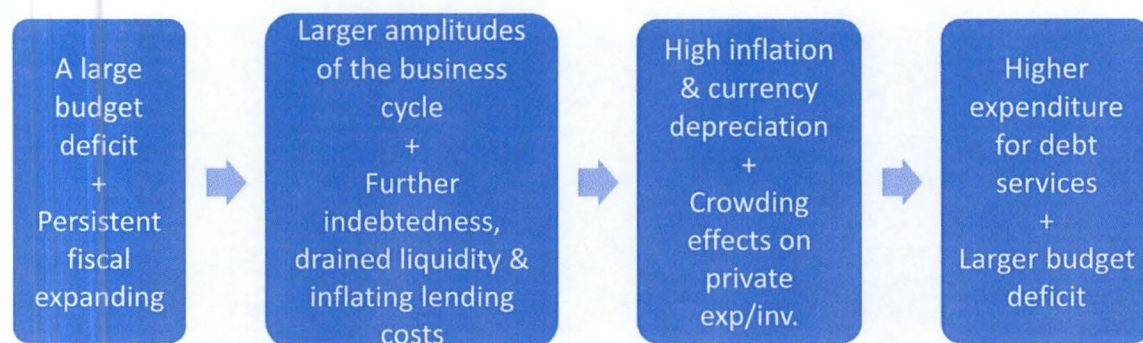 A large
budget
deficit
+
Persistent
fiscal
expanding
Larger amplitudes
of the business
cycle
+
Further
indebtedness,
drained liquidity &
inflating lending
costs
High inflation
& currency
depreciation
+
Crowding
effects on
private
exp/inv.
Higher
expenditure
for debt
services
+
Larger budget
deficit